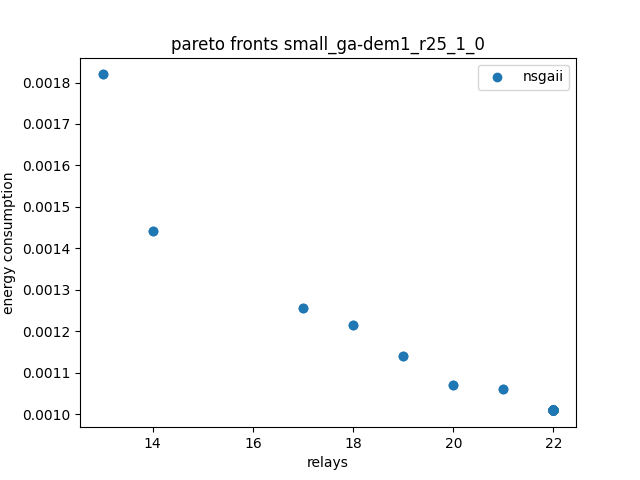 pareto fronts small_ga-dem1_r25_1_0
nsgaii
energy consumption
0.0018
0.0017
0.0016
0.0015
0.0014
0.0013
0.0012
0.0011
0.0010
14 16 18 20 22
relays